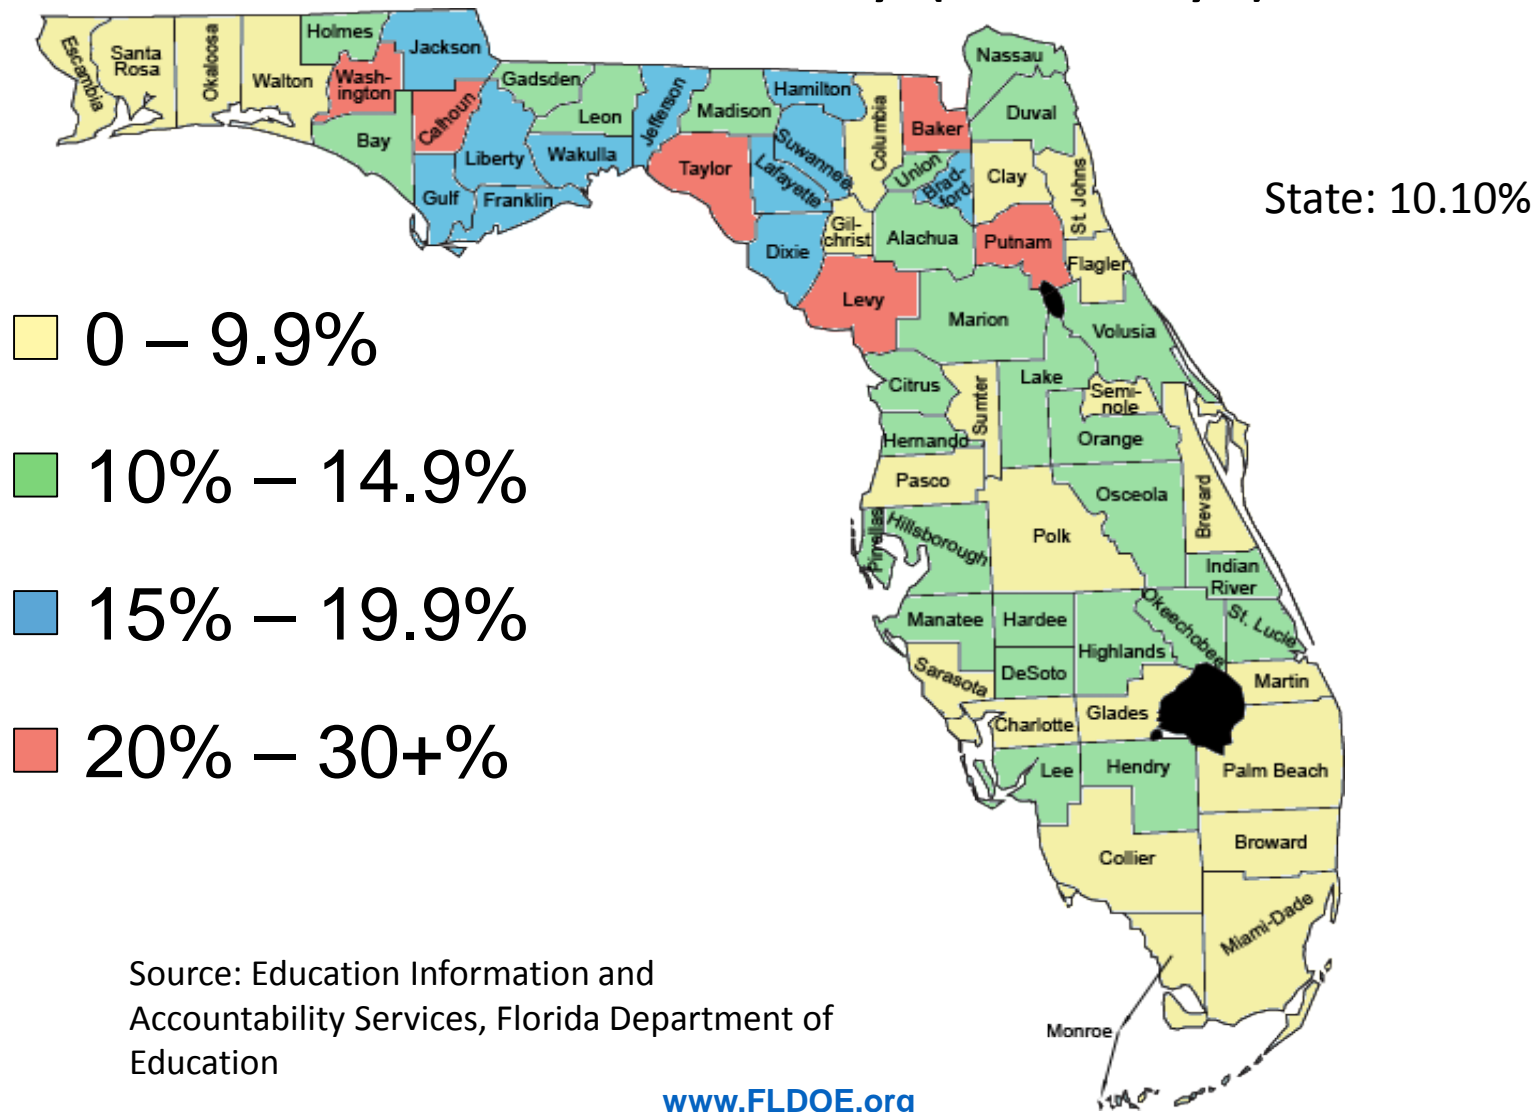 State: 10.10%
0 – 9.9%
10% – 14.9%
15% – 19.9%
20% – 30+%
Escambia
Santa
Rosa
Okaloosa
Walton
Holmes
Wash-
ington
Jackson
Bay
Calhoun
Gulf
Gadsden
Liberty
Franklin
Leon
Wakulla
Jefferson
Madison
Taylor
Hamilton
Suwannee
Lafayette
Dixie
Columbia
Gil-
christ
Levy
Baker
Union
Brad-
ford
Alachua
Nassau
Duval
Clay
St. Johns
Putnam
Flagler
Marion
Volusia
Citrus
Sumter
Lake
Semi-
nole
Hernando
Orange
Pasco
Osceola
Brevard
Pinellas
Hillsborough
Polk
Indian
River
Manatee
Hardee
Highlands
Okeechobee
St. Lucie
Sarasota
DeSoto
Martin
Charlotte
Glades
Lee
Hendry
Palm Beach
Collier
Broward
Miami-Dade
Monroe
Source: Education Information and
Accountability Services, Florida Department of
Education
www.FLDOE.org